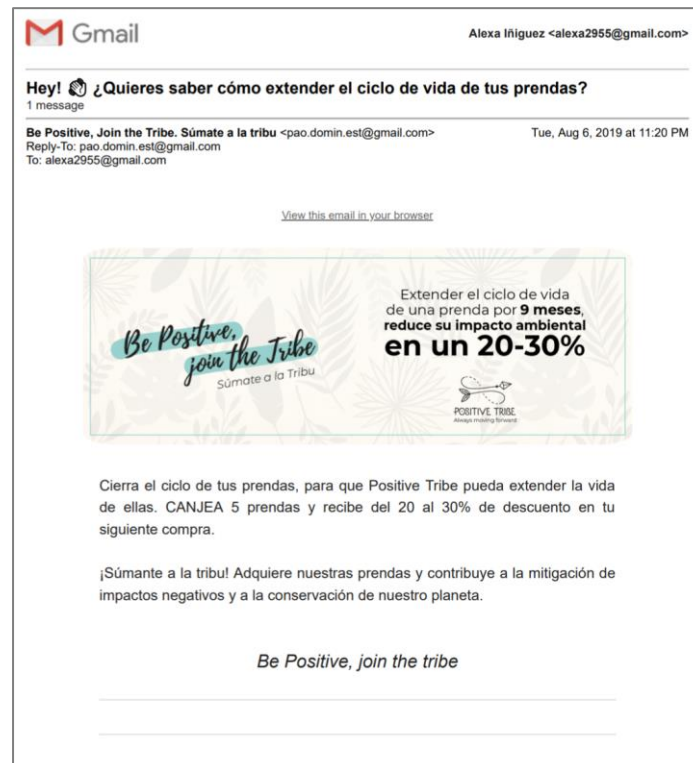 Gmail
Alexa Iñiguez <alexa2955@gmail.com>
Hey! 👋 ¿Quieres saber cómo extender el ciclo de vida de tus prendas?
1 message
Be Positive, Join the Tribe. Súmate a la tribu <pao.domin.est@gmail.com>
Tue, Aug 6, 2019 at 11:20 PM
Reply-To: pao.domin.est@gmail.com
To: alexa2955@gmail.com
View this email in your browser
Be Positive,
join the Tribe
Súmate a la Tribu
Extender el ciclo de vida
de una prenda por 9 meses,
reduce su impacto ambiental
en un 20-30%
POSITIVE TRIBE
Always moving forward
Cierra el ciclo de tus prendas, para que Positive Tribe pueda extender la vida
de ellas. CANJEA 5 prendas y recibe del 20 al 30% de descuento en tu
siguiente compra.
¡Súmante a la tribu! Adquiere nuestras prendas y contribuye a la mitigación de
impactos negativos y a la conservación de nuestro planeta.
Be Positive, join the tribe